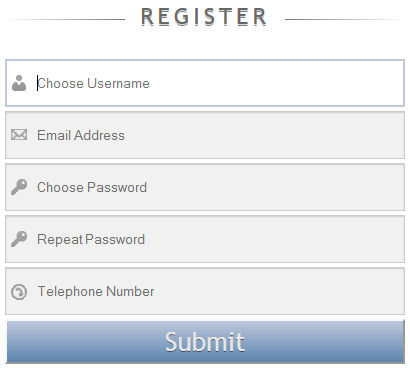 REGISTER
Choose Username
Email Address
Choose Password
Repeat Password
Telephone Number
Submit